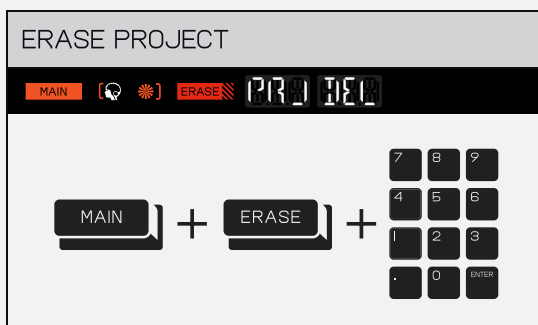 ERASE PROJECT
MAIN ERASE PRJ DEL
MAIN + ERASE +
7 8 9
4 5 6
1 2 3
. 0 ENTER